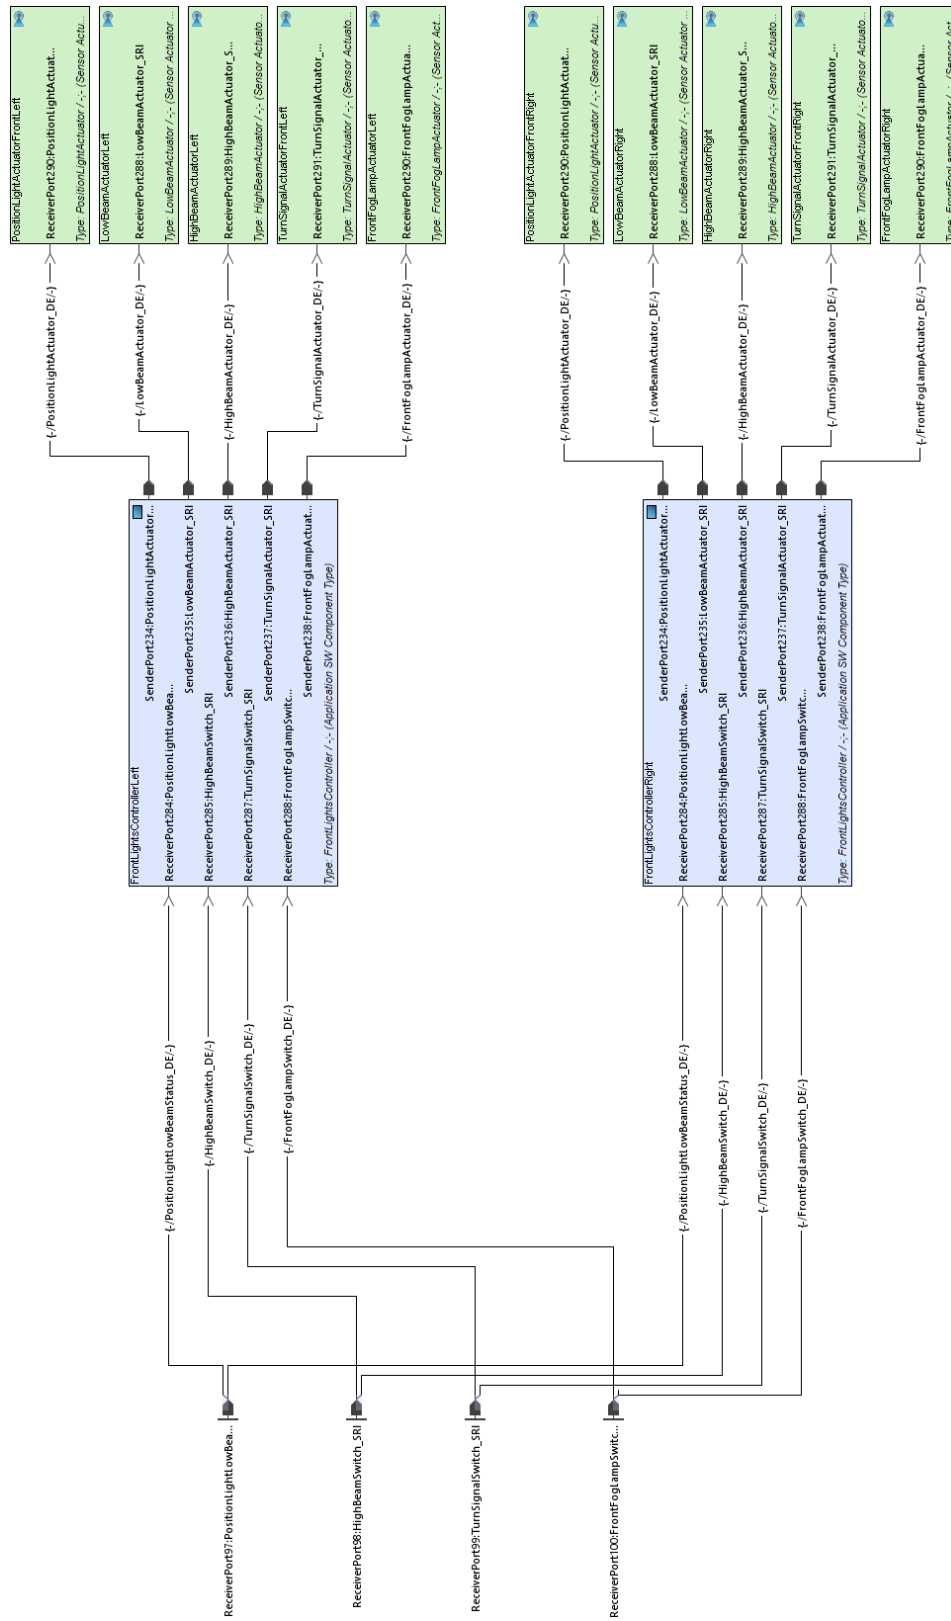 PositionLightActuatorFrontLeft
ReceiverPort290:PositionLightActuat...
Type: PositionLightActuator / -;- (Sensor Actu...
LowBeamActuatorLeft
ReceiverPort288:LowBeamActuator_SRI
Type: LowBeamActuator / -;- (Sensor Actuator ...
HighBeamActuatorLeft
ReceiverPort289:HighBeamActuator_S...
Type: HighBeamActuator / -;- (Sensor Actuato...
TurnSignalActuatorFrontLeft
ReceiverPort291:TurnSignalActuator_...
Type: TurnSignalActuator / -;- (Sensor Actuato...
FrontFogLampActuatorLeft
ReceiverPort290:FrontFogLampActua...
Type: FrontFogLampActuator / -;- (Sensor Act...
PositionLightActuatorFrontRight
ReceiverPort290:PositionLightActuat...
Type: PositionLightActuator / -;- (Sensor Actu...
LowBeamActuatorRight
ReceiverPort288:LowBeamActuator_SRI
Type: LowBeamActuator / -;- (Sensor Actuator ...
HighBeamActuatorRight
ReceiverPort289:HighBeamActuator_S...
Type: HighBeamActuator / -;- (Sensor Actuato...
TurnSignalActuatorFrontRight
ReceiverPort291:TurnSignalActuator_...
Type: TurnSignalActuator / -;- (Sensor Actuato...
FrontFogLampActuatorRight
ReceiverPort290:FrontFogLampActua...
Type: FrontFogLampActuator / -;- (Sensor Act...
{-/PositionLightActuator_DE/-}
{-/LowBeamActuator_DE/-}
{-/HighBeamActuator_DE/-}
{-/TurnSignalActuator_DE/-}
{-/FrontFogLampActuator_DE/-}
{-/PositionLightActuator_DE/-}
{-/LowBeamActuator_DE/-}
{-/HighBeamActuator_DE/-}
{-/TurnSignalActuator_DE/-}
{-/FrontFogLampActuator_DE/-}
FrontLightsControllerLeft
SenderPort234:PositionLightActuator...
ReceiverPort284:PositionLightLowBea...
SenderPort235:LowBeamActuator_SRI
ReceiverPort285:HighBeamSwitch_SRI
SenderPort236:HighBeamActuator_SRI
ReceiverPort287:TurnSignalSwitch_SRI
SenderPort237:TurnSignalActuator_SRI
ReceiverPort288:FrontFogLampSwitc...
SenderPort238:FrontFogLampActuat...
Type: FrontLightsController / -;- (Application SW Component Type)
FrontLightsControllerRight
SenderPort234:PositionLightActuator...
ReceiverPort284:PositionLightLowBea...
SenderPort235:LowBeamActuator_SRI
ReceiverPort285:HighBeamSwitch_SRI
SenderPort236:HighBeamActuator_SRI
ReceiverPort287:TurnSignalSwitch_SRI
SenderPort237:TurnSignalActuator_SRI
ReceiverPort288:FrontFogLampSwitc...
SenderPort238:FrontFogLampActuat...
Type: FrontLightsController / -;- (Application SW Component Type)
{-/PositionLightLowBeamStatus_DE/-}
{-/HighBeamSwitch_DE/-}
{-/TurnSignalSwitch_DE/-}
{-/FrontFogLampSwitch_DE/-}
{-/PositionLightLowBeamStatus_DE/-}
{-/HighBeamSwitch_DE/-}
{-/TurnSignalSwitch_DE/-}
{-/FrontFogLampSwitch_DE/-}
ReceiverPort97:PositionLightLowBea...
ReceiverPort98:HighBeamSwitch_SRI
ReceiverPort99:TurnSignalSwitch_SRI
ReceiverPort100:FrontFogLampSwitc...